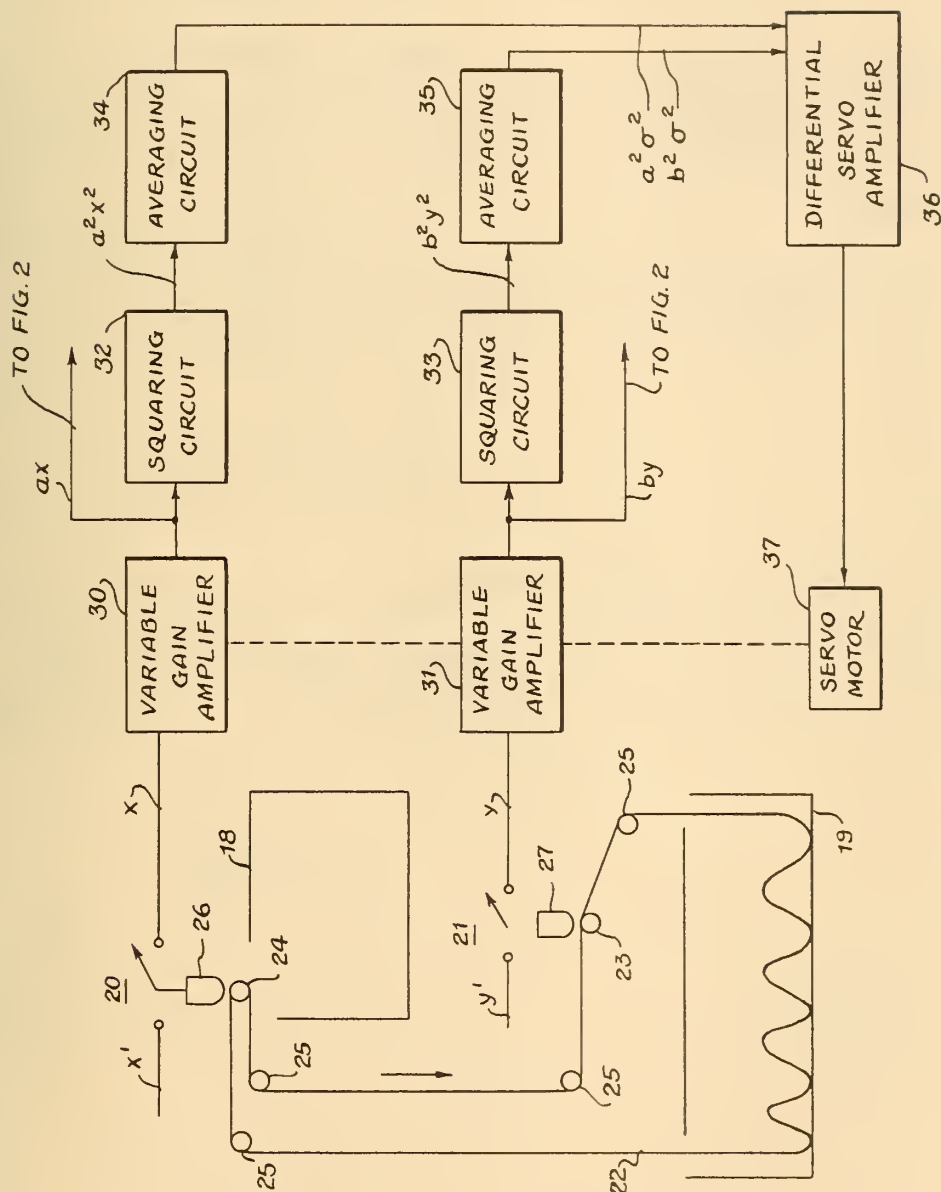 x'
20
26
x
24
18
25
25
25
22
19
y'
21
27
y
23
25
30
VARIABLE
GAIN
AMPLIFIER
31
VARIABLE
GAIN
AMPLIFIER
37
SERVO
MOTOR
ax
TO FIG. 2
by
TO FIG. 2
32
SQUARING
CIRCUIT
33
SQUARING
CIRCUIT
a²x²
b²y²
34
AVERAGING
CIRCUIT
35
AVERAGING
CIRCUIT
a²σ²
b²σ²
DIFFERENTIAL
SERVO
AMPLIFIER
36